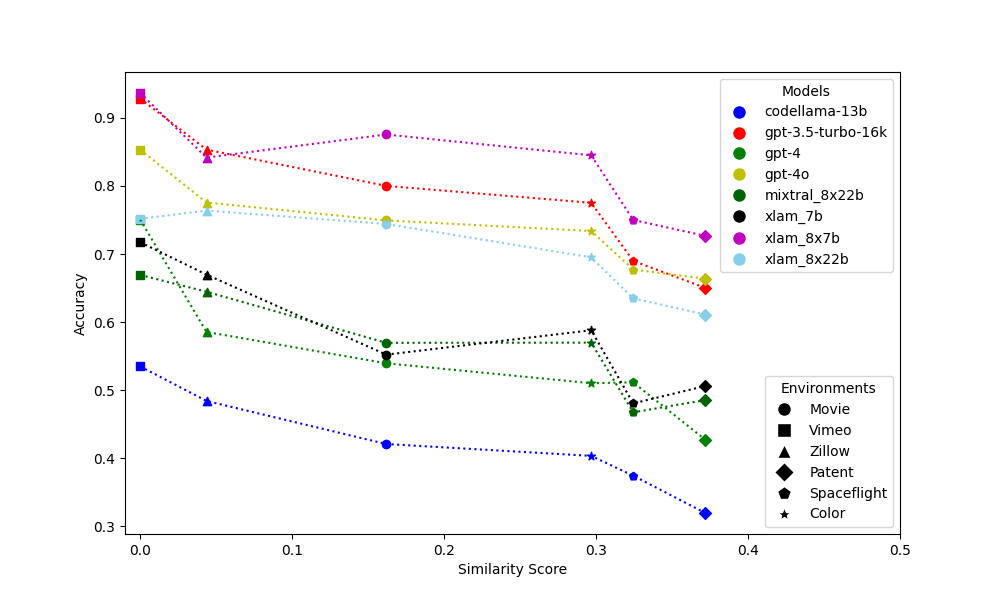 0.9
0.8
0.7
0.6
0.5
0.4
0.3
Accuracy
0.0
0.1
0.2
0.3
0.4
0.5
Similarity Score
Models
codellama-13b
gpt-3.5-turbo-16k
gpt-4
gpt-4o
mixtral_8x22b
xlam_7b
xlam_8x7b
xlam_8x22b
Environments
Movie
Vimeo
Zillow
Patent
Spaceflight
Color